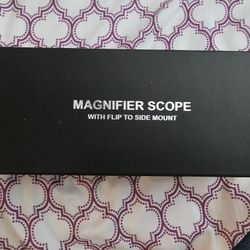 MAGNIFIER SCOPE
WITH FLIP TO SIDE MOUNT